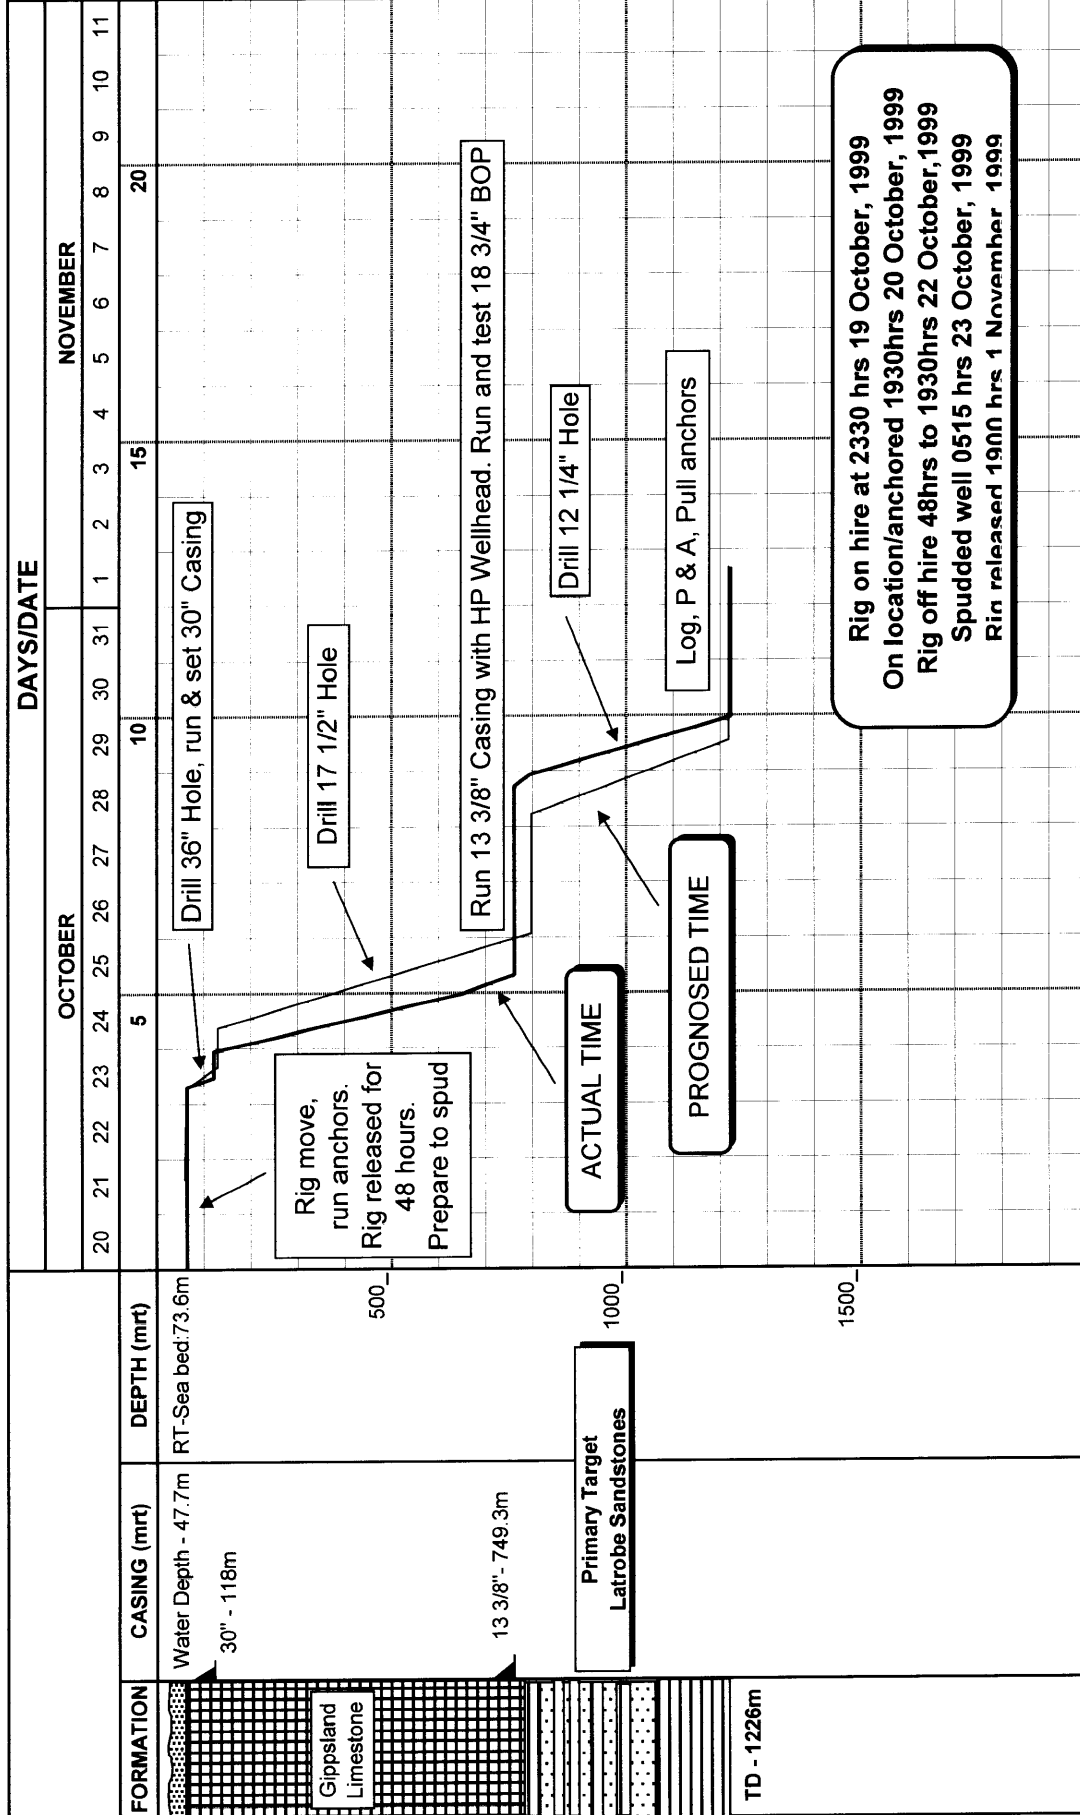 DAYS/DATE
OCTOBER NOVEMBER
20 21 22 23 24 25 26 27 28 29 30 31 1 2 3 4 5 6 7 8 9 10 11
FORMATION CASING (mrt) DEPTH (mrt) 5 10 15 20
Water Depth - 47.7m RT-Sea bed:73.6m
30" - 118m
Drill 36" Hole, run & set 30" Casing
Rig move,
run anchors.
Rig released for
48 hours.
Prepare to spud
Gippsland
Limestone
Drill 17 1/2" Hole
500
13 3/8"- 749.3m
Run 13 3/8" Casing with HP Wellhead. Run and test 18 3/4" BOP
Drill 12 1/4" Hole
ACTUAL TIME
Primary Target
Latrobe Sandstones
1000
PROGNOSED TIME
Log, P & A, Pull anchors
TD - 1226m
1500
Rig on hire at 2330 hrs 19 October, 1999
On location/anchored 1930hrs 20 October, 1999
Rig off hire 48hrs to 1930hrs 22 October,1999
Spudded well 0515 hrs 23 October, 1999
Rig released 1900 hrs 1 November 1999